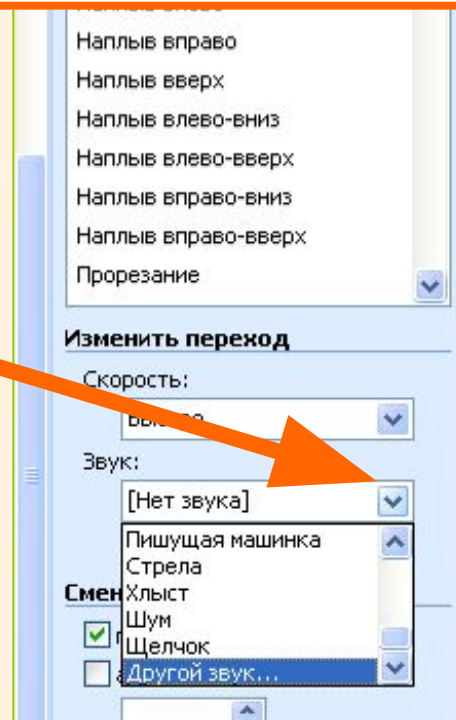 Наплыв вправо
Наплыв вверх
Наплыв влево-вниз
Наплыв влево-вверх
Наплыв вправо-вниз
Наплыв вправо-вверх
Прорезание
Изменить переход
Скорость:
Звук:
[Нет звука]
Пишущая машинка
Стрела
Хлыст
Шум
Щелчок
Другой звук...